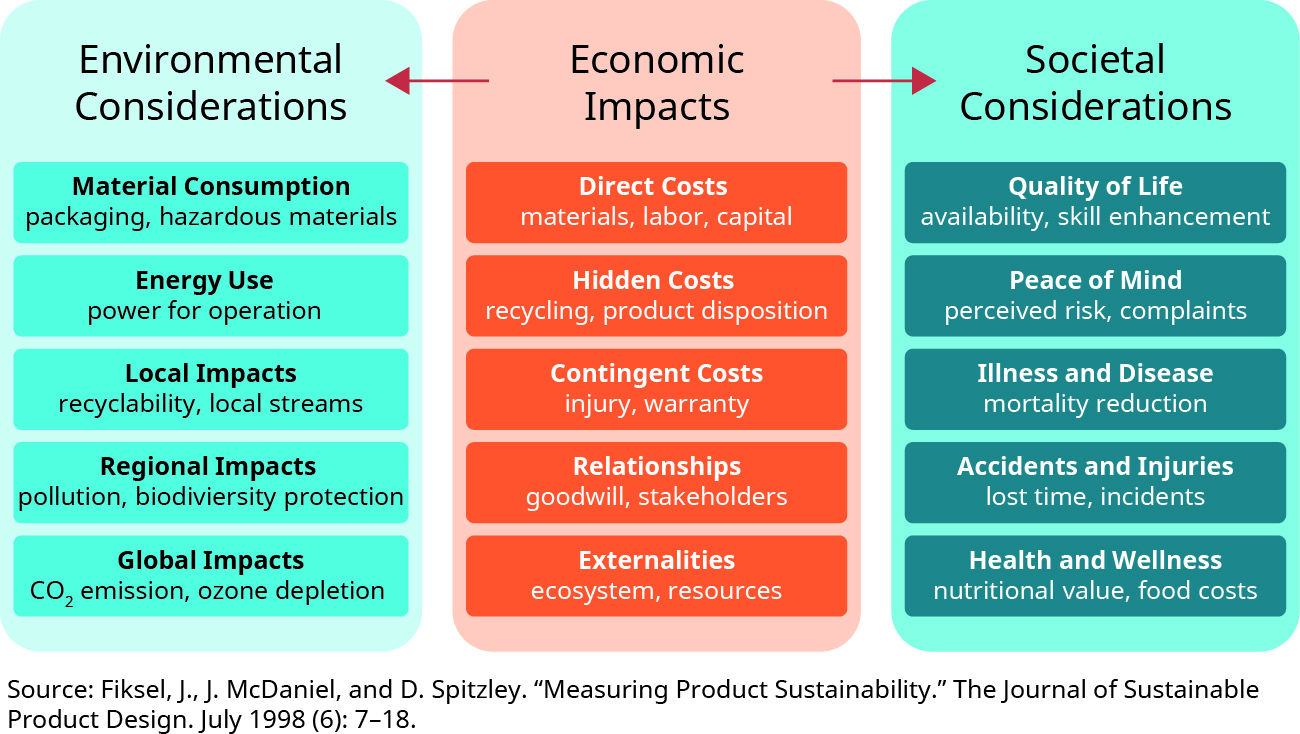 Environmental
Considerations
Material Consumption
packaging, hazardous materials
Energy Use
power for operation
Local Impacts
recyclability, local streams
Regional Impacts
pollution, biodiviersity protection
Global Impacts
CO₂ emission, ozone depletion
Economic
Impacts
Direct Costs
materials, labor, capital
Hidden Costs
recycling, product disposition
Contingent Costs
injury, warranty
Relationships
goodwill, stakeholders
Externalities
ecosystem, resources
Societal
Considerations
Quality of Life
availability, skill enhancement
Peace of Mind
perceived risk, complaints
Illness and Disease
mortality reduction
Accidents and Injuries
lost time, incidents
Health and Wellness
nutritional value, food costs
Source: Fiksel, J., J. McDaniel, and D. Spitzley. “Measuring Product Sustainability.” The Journal of Sustainable
Product Design. July 1998 (6): 7–18.